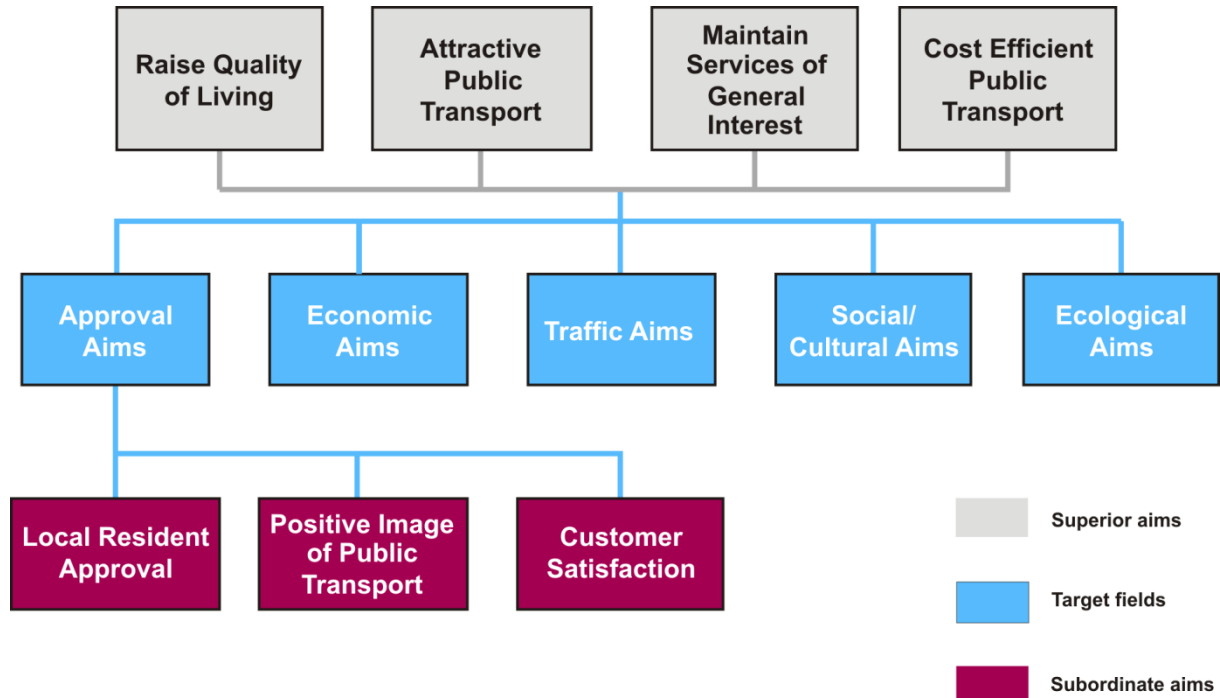 Raise Quality
of Living
Attractive
Public
Transport
Maintain
Services of
General
Interest
Cost Efficient
Public
Transport
Approval
Aims
Economic
Aims
Traffic Aims
Social/
Cultural Aims
Ecological
Aims
Local Resident
Approval
Positive Image
of Public
Transport
Customer
Satisfaction
Superior aims
Target fields
Subordinate aims